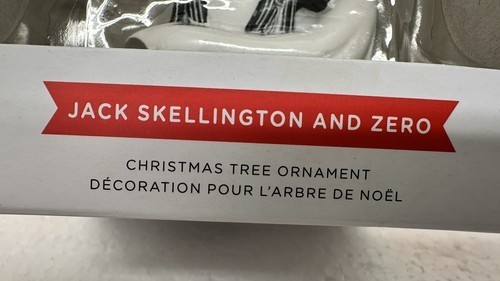 JACK SKELLINGTON AND ZERO
CHRISTMAS TREE ORNAMENT
DÉCORATION POUR L'ARBRE DE NOËL